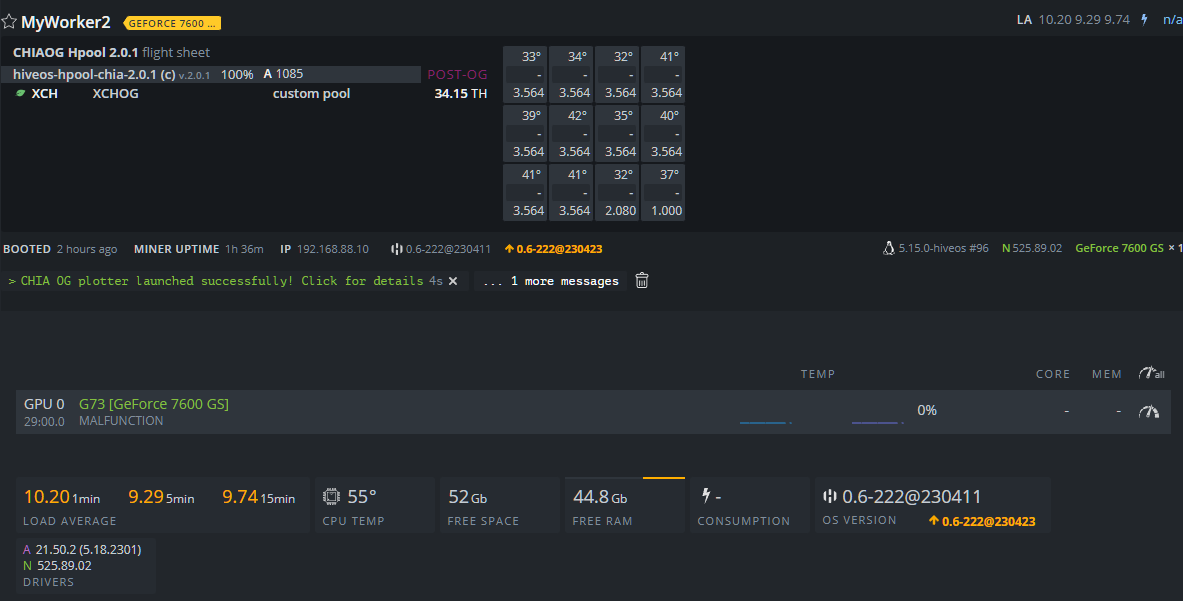 MyWorker2 GEFORCE 7600 ... LA 10.20 9.29 9.74 n/a
CHIAOG Hpool 2.0.1 flight sheet
hiveos-hpool-chia-2.0.1 (c) v.2.0.1 100% A 1085 POST-OG
XCH XCHOG custom pool 34.15 TH
33° 34° 32° 41°
- - - -
3.564 3.564 3.564 3.564
39° 42° 35° 40°
- - - -
3.564 3.564 3.564 3.564
41° 41° 32° 37°
- - - -
3.564 3.564 2.080 1.000
BOOTED 2 hours ago MINER UPTIME 1h 36m IP 192.168.88.10 0.6-222@230411 0.6-222@230423 5.15.0-hiveos #96 N 525.89.02 GeForce 7600 GS × 1
> CHIA OG plotter launched successfully! Click for details 4s × ... 1 more messages
TEMP CORE MEM all
GPU 0 G73 [GeForce 7600 GS] 0% - -
29:00.0 MALFUNCTION
10.20 1min 9.29 5min 9.74 15min
LOAD AVERAGE
55°
CPU TEMP
52 Gb
FREE SPACE
44.8 Gb
FREE RAM
-
CONSUMPTION
0.6-222@230411
OS VERSION 0.6-222@230423
A 21.50.2 (5.18.2301)
N 525.89.02
DRIVERS